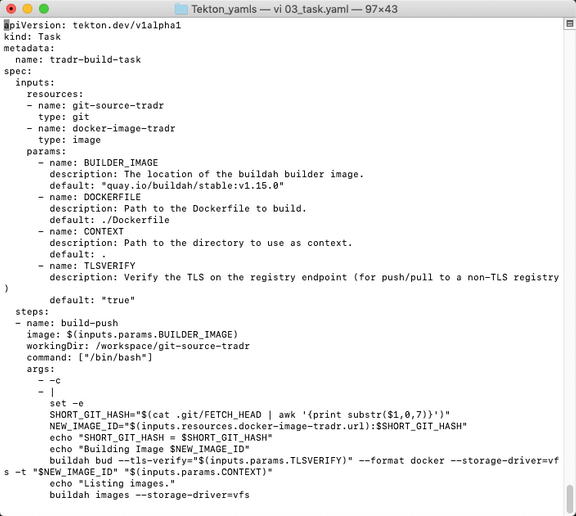 Tekton_yamls — vi 03_task.yaml — 97×43
apiVersion: tekton.dev/v1alpha1
kind: Task
metadata:
  name: tradr-build-task
spec:
  inputs:
    resources:
    - name: git-source-tradr
      type: git
    - name: docker-image-tradr
      type: image
    params:
      - name: BUILDER_IMAGE
        description: The location of the buildah builder image.
        default: "quay.io/buildah/stable:v1.15.0"
      - name: DOCKERFILE
        description: Path to the Dockerfile to build.
        default: ./Dockerfile
      - name: CONTEXT
        description: Path to the directory to use as context.
        default: .
      - name: TLSVERIFY
        description: Verify the TLS on the registry endpoint (for push/pull to a non-TLS registry
)
        default: "true"
  steps:
  - name: build-push
    image: $(inputs.params.BUILDER_IMAGE)
    workingDir: /workspace/git-source-tradr
    command: ["/bin/bash"]
    args:
      - -c
      - |
        set -e
        SHORT_GIT_HASH="$(cat .git/FETCH_HEAD | awk '{print substr($1,0,7)}')"
        NEW_IMAGE_ID="$(inputs.resources.docker-image-tradr.url):$SHORT_GIT_HASH"
        echo "SHORT_GIT_HASH = $SHORT_GIT_HASH"
        echo "Building Image $NEW_IMAGE_ID"
        buildah bud --tls-verify="$(inputs.params.TLSVERIFY)" --format docker --storage-driver=vf
s -t "$NEW_IMAGE_ID" "$(inputs.params.CONTEXT)"
        echo "Listing images."
        buildah images --storage-driver=vfs